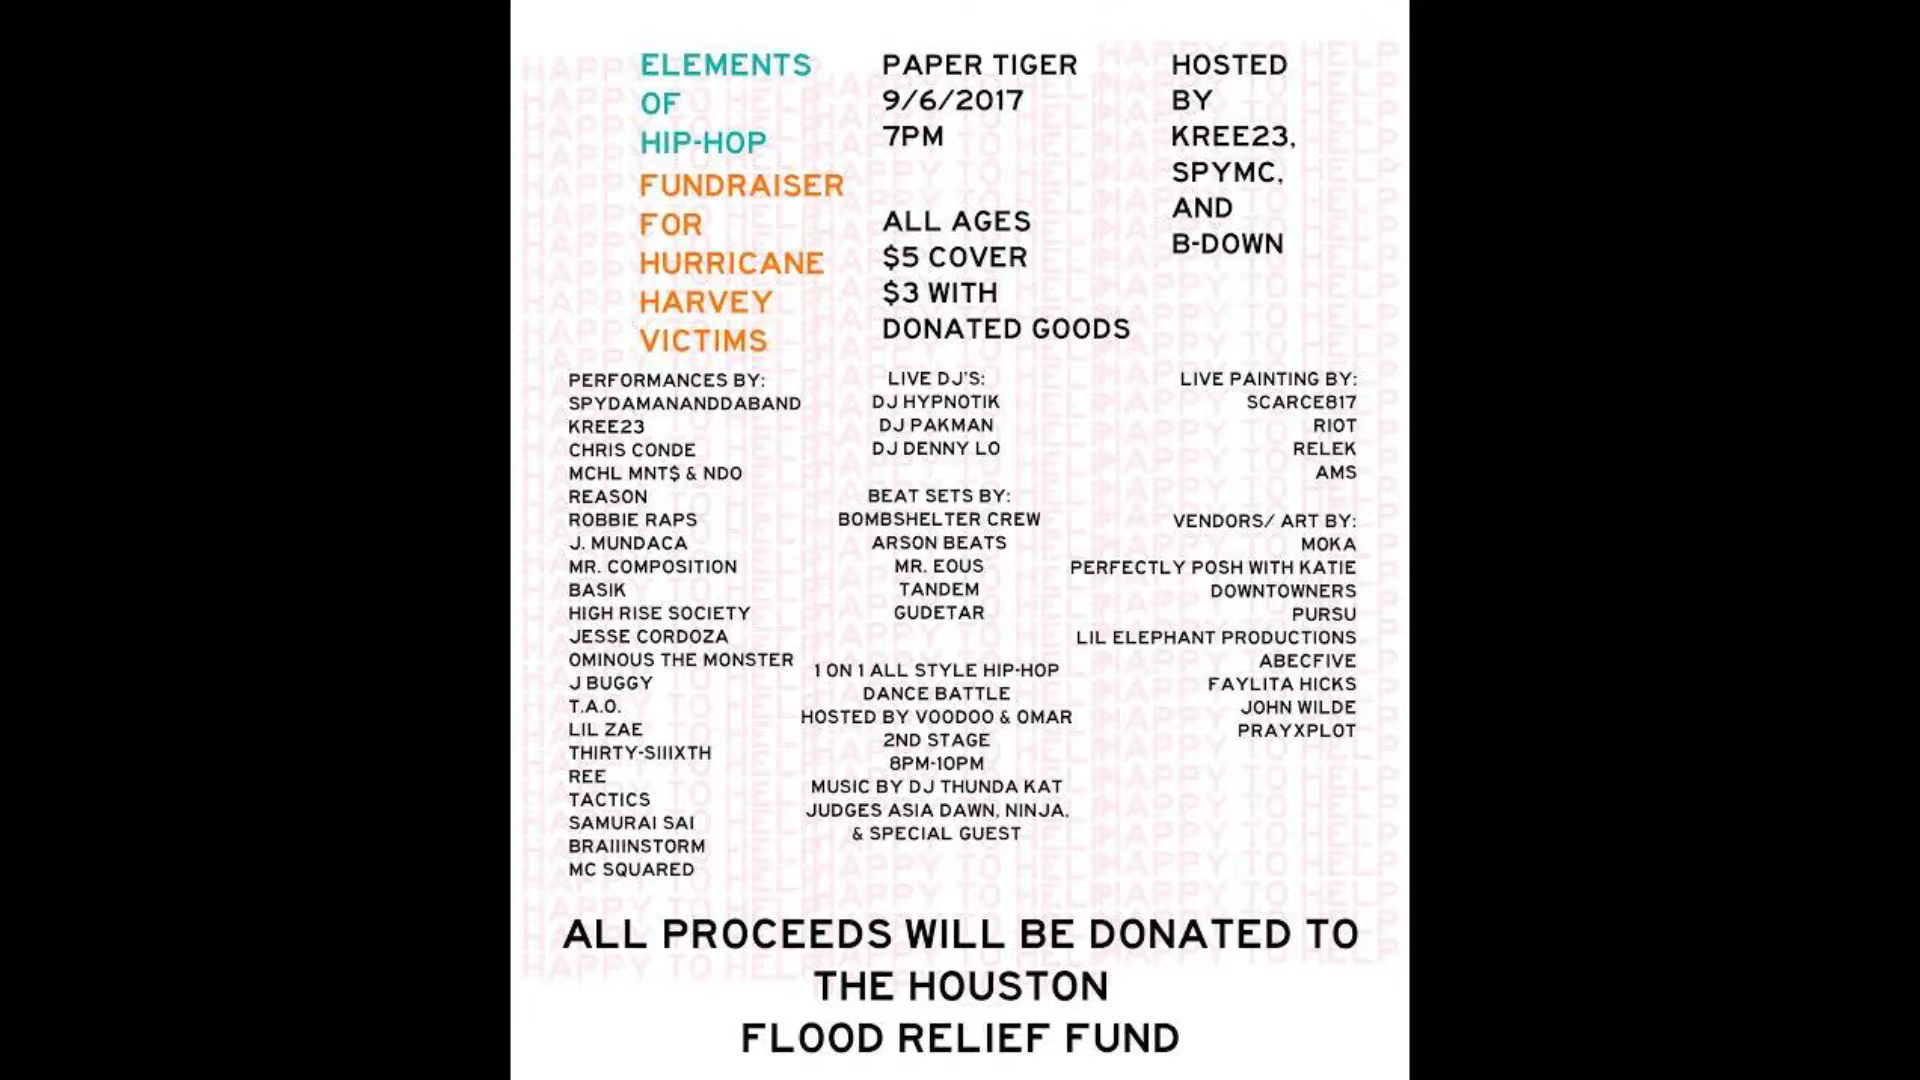 ELEMENTS
OF
HIP-HOP
FUNDRAISER
FOR
HURRICANE
HARVEY
VICTIMS
PAPER TIGER
9/6/2017
7PM
ALL AGES
$5 COVER
$3 WITH
DONATED GOODS
HOSTED
BY
KREE23,
SPYMC,
AND
B-DOWN
PERFORMANCES BY:
SPYDAMANANDDABAND
KREE23
CHRIS CONDE
MCHL MNT$ & NDO
REASON
ROBBIE RAPS
J. MUNDACA
MR. COMPOSITION
BASIK
HIGH RISE SOCIETY
JESSE CORDOZA
OMINOUS THE MONSTER
J BUGGY
T.A.O.
LIL ZAE
THIRTY-SIIIXTH
REE
TACTICS
SAMURAI SAI
BRAIIINSTORM
MC SQUARED
LIVE DJ'S:
DJ HYPNOTIK
DJ PAKMAN
DJ DENNY LO
BEAT SETS BY:
BOMBSHELTER CREW
ARSON BEATS
MR. EOUS
TANDEM
GUDETAR
1 ON 1 ALL STYLE HIP-HOP
DANCE BATTLE
HOSTED BY VOODOO & OMAR
2ND STAGE
8PM-10PM
MUSIC BY DJ THUNDA KAT
JUDGES ASIA DAWN, NINJA,
& SPECIAL GUEST
LIVE PAINTING BY:
SCARCE817
RIOT
RELEK
AMS
VENDORS/ ART BY:
MOKA
PERFECTLY POSH WITH KATIE
DOWNTOWNERS
PURSU
LIL ELEPHANT PRODUCTIONS
ABECFIVE
FAYLITA HICKS
JOHN WILDE
PRAYXPLOT
ALL PROCEEDS WILL BE DONATED TO
THE HOUSTON
FLOOD RELIEF FUND